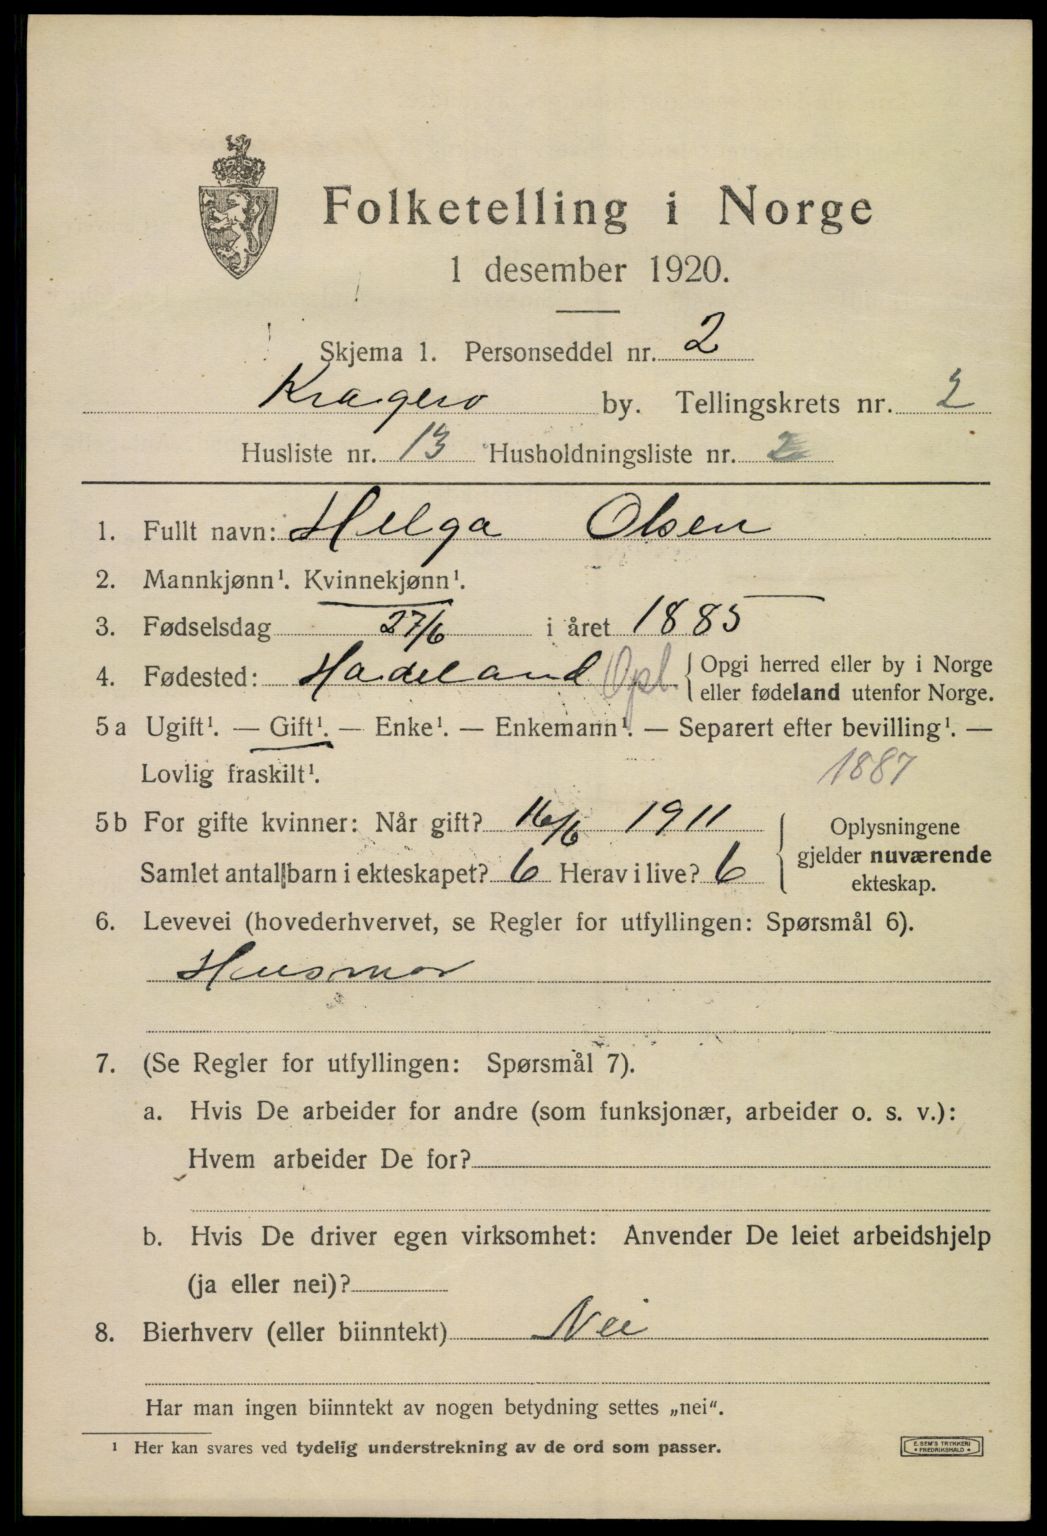 Folketelling i Norge
1 desember 1920.
Skjema 1. Personseddel nr. 2
Kragerø by. Tellingskrets nr. 2
Husliste nr. 13 Husholdningsliste nr. 2
1. Fullt navn: Helga Olsen
2. Mannkjønn¹. Kvinnekjønn¹.
3. Fødselsdag 27/6 i året 1885
4. Fødested: Hadeland Opl. Opgi herred eller by i Norge
eller fødeland utenfor Norge.
5a Ugift¹. — Gift¹. — Enke¹. — Enkemann¹. — Separert efter bevilling¹. —
Lovlig fraskilt¹. 1887
5b For gifte kvinner: Når gift? 16/6 1911 Oplysningene
gjelder nuværende
Samlet antal barn i ekteskapet? 6 Herav i live? 6 ekteskap.
6. Levevei (hovederhvervet, se Regler for utfyllingen: Spørsmål 6).
Husmor
7. (Se Regler for utfyllingen: Spørsmål 7).
a. Hvis De arbeider for andre (som funksjonær, arbeider o. s. v.):
Hvem arbeider De for?
b. Hvis De driver egen virksomhet: Anvender De leiet arbeidshjelp
(ja eller nei)?
8. Bierhverv (eller biinntekt) Nei
Har man ingen biinntekt av nogen betydning settes „nei“.
¹ Her kan svares ved tydelig understrekning av de ord som passer.
E. SEM'S TRYKKERI
FREDRIKSHALD